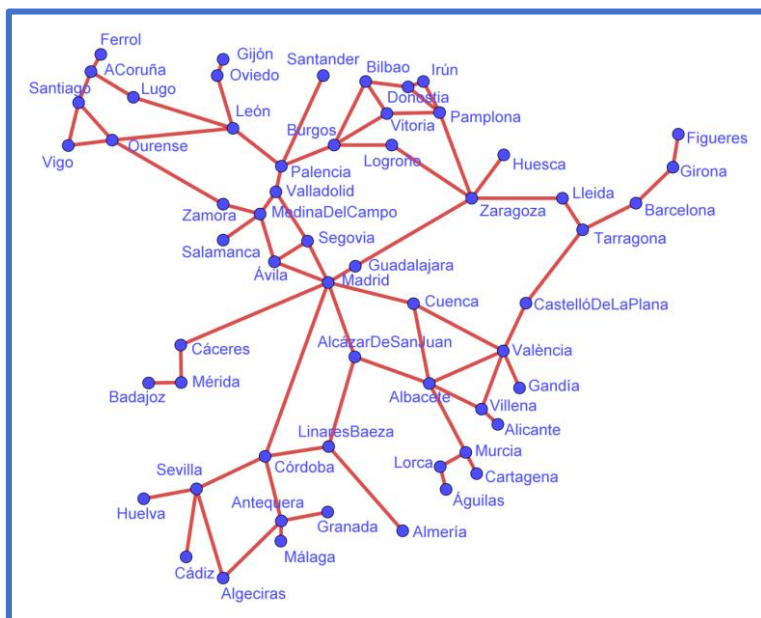 Ferrol
ACoruña
Santiago
Lugo
Vigo
Ourense
Gijón
Oviedo
León
Santander
Bilbao
Irún
Donostia
Burgos
Vitoria
Pamplona
Logrono
Palencia
Huesca
Figueres
Girona
Valladolid
Zamora
MedinaDelCampo
Zaragoza
Lleida
Barcelona
Salamanca
Segovia
Tarragona
Ávila
Guadalajara
Madrid
Cuenca
CastellóDeLaPlana
Cáceres
AlcázarDeSanJuan
València
Badajoz
Mérida
Albacete
Gandía
Villena
Alicante
LinaresBaeza
Murcia
Lorca
Cartagena
Águilas
Sevilla
Córdoba
Huelva
Antequera
Granada
Almería
Málaga
Cádiz
Algeciras